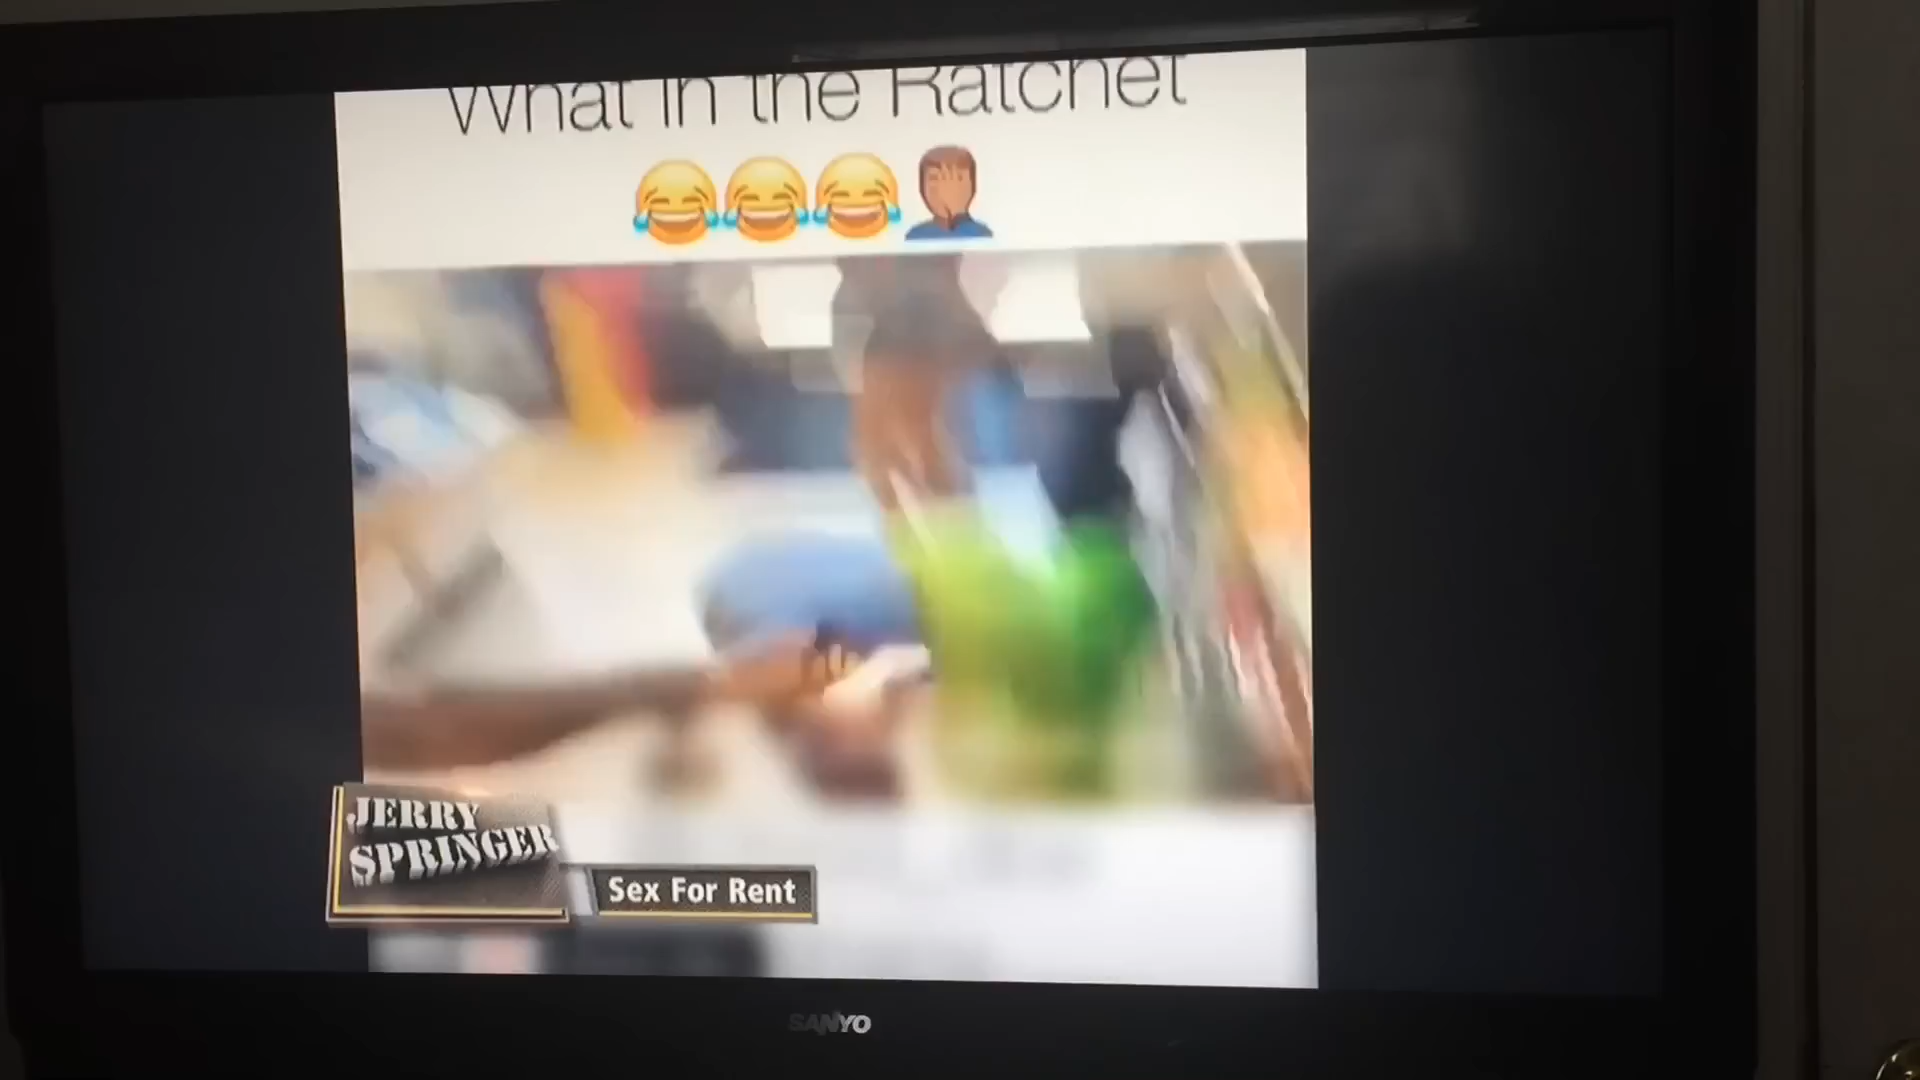 What in the Ratchet
😂😂😂🤦🏾‍♂️
JERRY
SPRINGER
Sex For Rent
SANYO